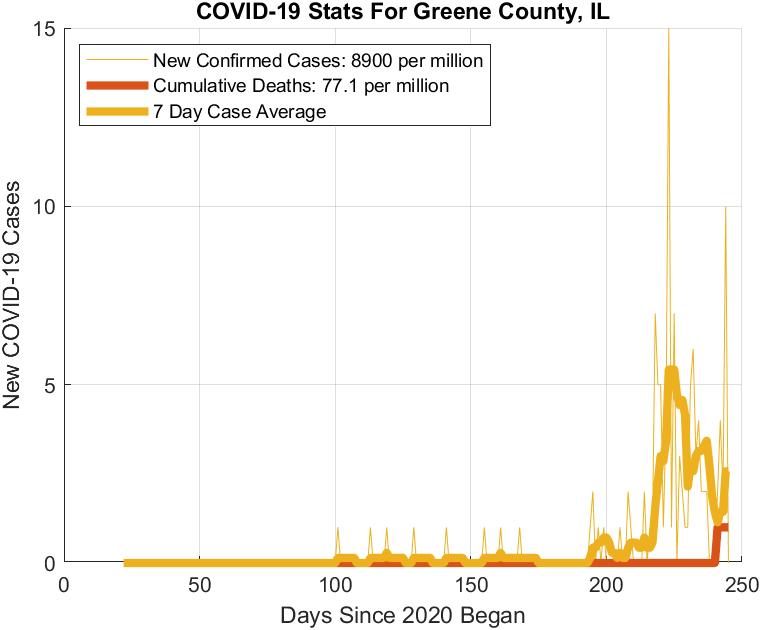 COVID-19 Stats For Greene County, IL
New Confirmed Cases: 8900 per million
Cumulative Deaths: 77.1 per million
7 Day Case Average
New COVID-19 Cases
15
10
5
0
0 50 100 150 200 250
Days Since 2020 Began